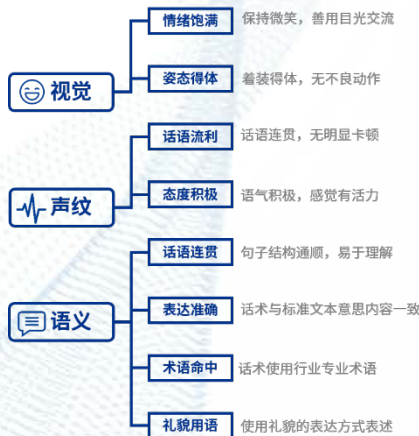 视觉
情绪饱满 保持微笑，善用目光交流
姿态得体 着装得体，无不良动作
声纹
话语流利 话语连贯，无明显卡顿
态度积极 语气积极，感觉有活力
语义
话语连贯 句子结构通顺，易于理解
表达准确 话术与标准文本意思内容一致
术语命中 话术使用行业专业术语
礼貌用语 使用礼貌的表达方式表述